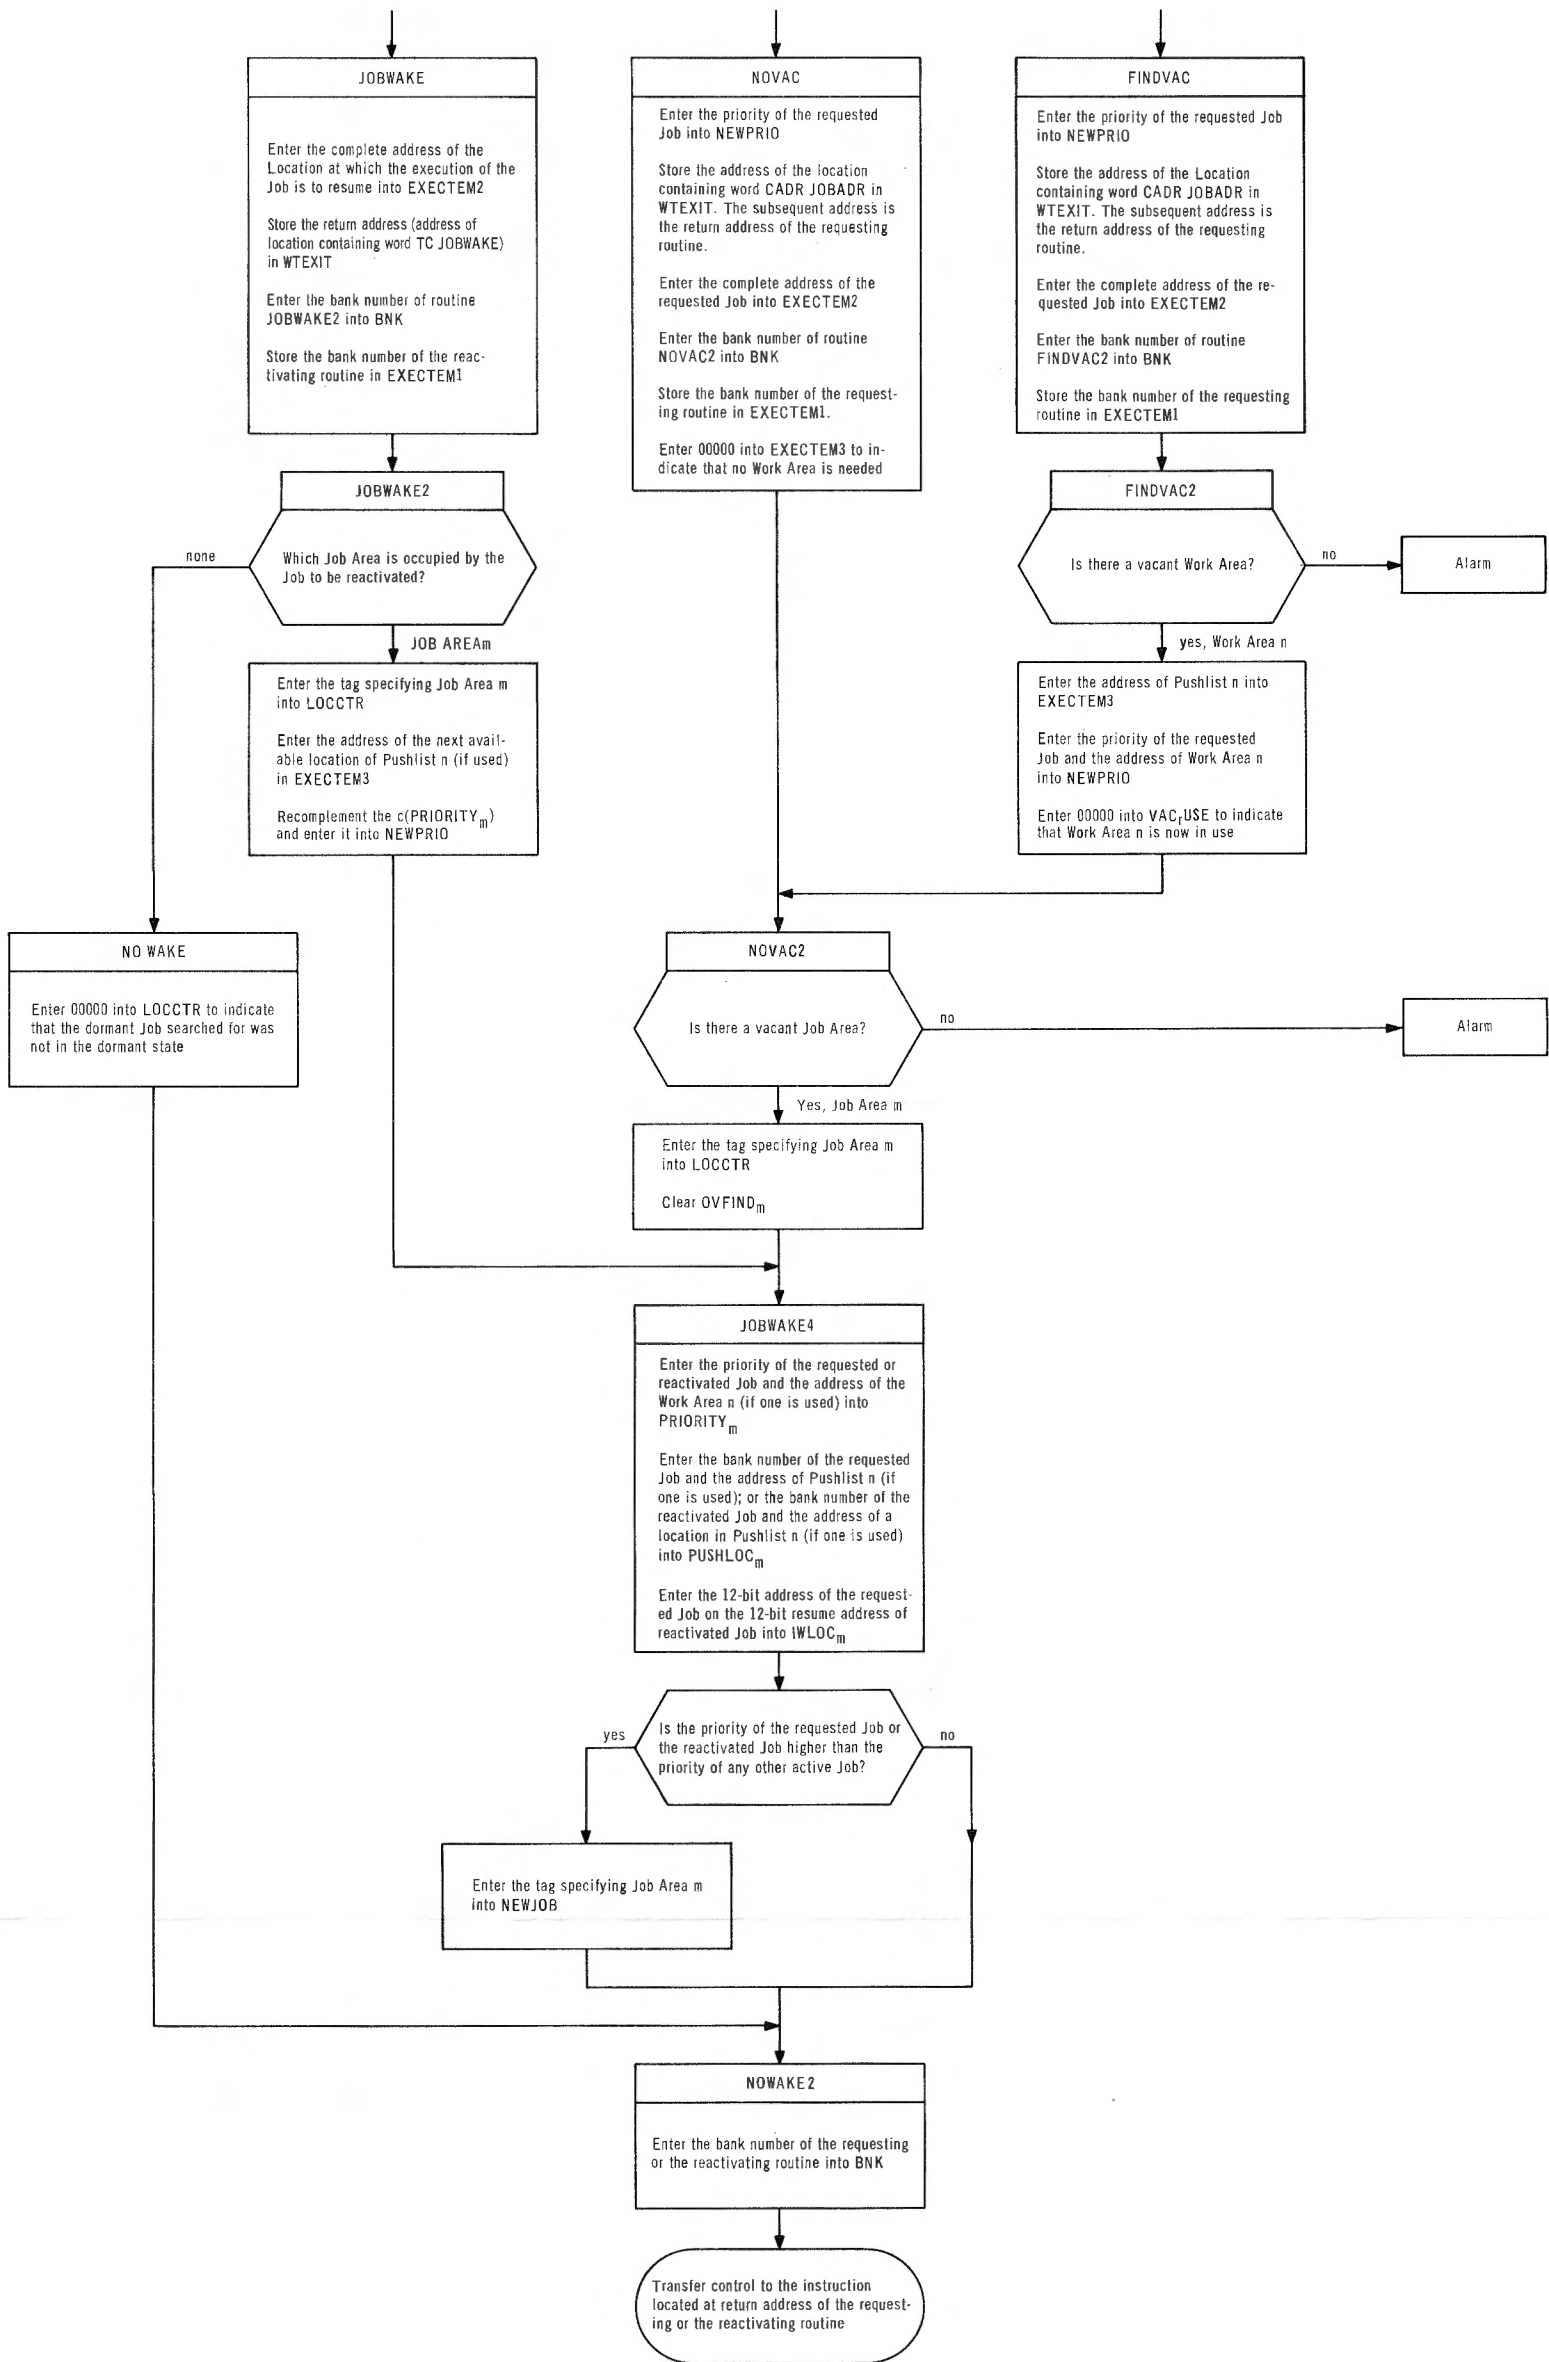 JOBWAKE
Enter the complete address of the
Location at which the execution of the
Job is to resume into EXECTEM2
Store the return address (address of
location containing word TC JOBWAKE)
in WTEXIT
Enter the bank number of routine
JOBWAKE2 into BNK
Store the bank number of the reac-
tivating routine in EXECTEM1
NOVAC
Enter the priority of the requested
Job into NEWPRIO
Store the address of the location
containing word CADR JOBADR in
WTEXIT. The subsequent address is
the return address of the requesting
routine.
Enter the complete address of the
requested Job into EXECTEM2
Enter the bank number of routine
NOVAC2 into BNK
Store the bank number of the request-
ing routine in EXECTEM1.
Enter 00000 into EXECTEM3 to in-
dicate that no Work Area is needed
FINDVAC
Enter the priority of the requested Job
into NEWPRIO
Store the address of the Location
containing word CADR JOBADR in
WTEXIT. The subsequent address is
the return address of the requesting
routine.
Enter the complete address of the re-
quested Job into EXECTEM2
Enter the bank number of routine
FINDVAC2 into BNK
Store the bank number of the requesting
routine in EXECTEM1
JOBWAKE2
Which Job Area is occupied by the
Job to be reactivated?
none
JOB AREAm
FINDVAC2
Is there a vacant Work Area?
no
Alarm
yes, Work Area n
Enter the tag specifying Job Area m
into LOCCTR
Enter the address of the next avail-
able location of Pushlist n (if used)
in EXECTEM3
Recomplement the c(PRIORITYm)
and enter it into NEWPRIO
Enter the address of Pushlist n into
EXECTEM3
Enter the priority of the requested
Job and the address of Work Area n
into NEWPRIO
Enter 00000 into VACrUSE to indicate
that Work Area n is now in use
NO WAKE
Enter 00000 into LOCCTR to indicate
that the dormant Job searched for was
not in the dormant state
NOVAC2
Is there a vacant Job Area?
no
Alarm
Yes, Job Area m
Enter the tag specifying Job Area m
into LOCCTR
Clear OVFINDm
JOBWAKE4
Enter the priority of the requested or
reactivated Job and the address of the
Work Area n (if one is used) into
PRIORITYm
Enter the bank number of the requested
Job and the address of Pushlist n (if
one is used); or the bank number of the
reactivated Job and the address of a
location in Pushlist n (if one is used)
into PUSHLOCm
Enter the 12-bit address of the request-
ed Job on the 12-bit resume address of
reactivated Job into IWLOCm
Is the priority of the requested Job or
the reactivated Job higher than the
priority of any other active Job?
yes
no
Enter the tag specifying Job Area m
into NEWJOB
NOWAKE2
Enter the bank number of the requesting
or the reactivating routine into BNK
Transfer control to the instruction
located at return address of the request-
ing or the reactivating routine